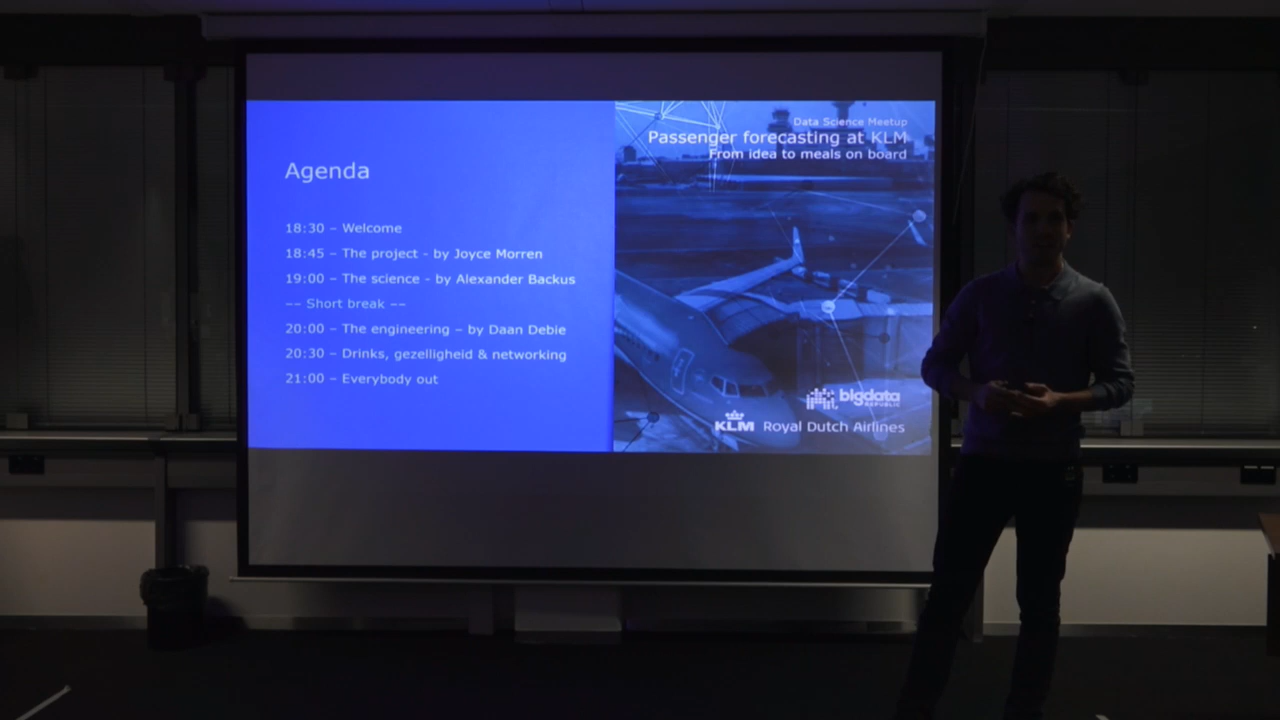 Agenda
18:30 – Welcome
18:45 – The project - by Joyce Morren
19:00 – The science - by Alexander Backus
–– Short break ––
20:00 – The engineering – by Daan Debie
20:30 – Drinks, gezelligheid & networking
21:00 – Everybody out
Data Science Meetup
Passenger forecasting at KLM
From idea to meals on board
bigdata
REPUBLIC
KLM Royal Dutch Airlines